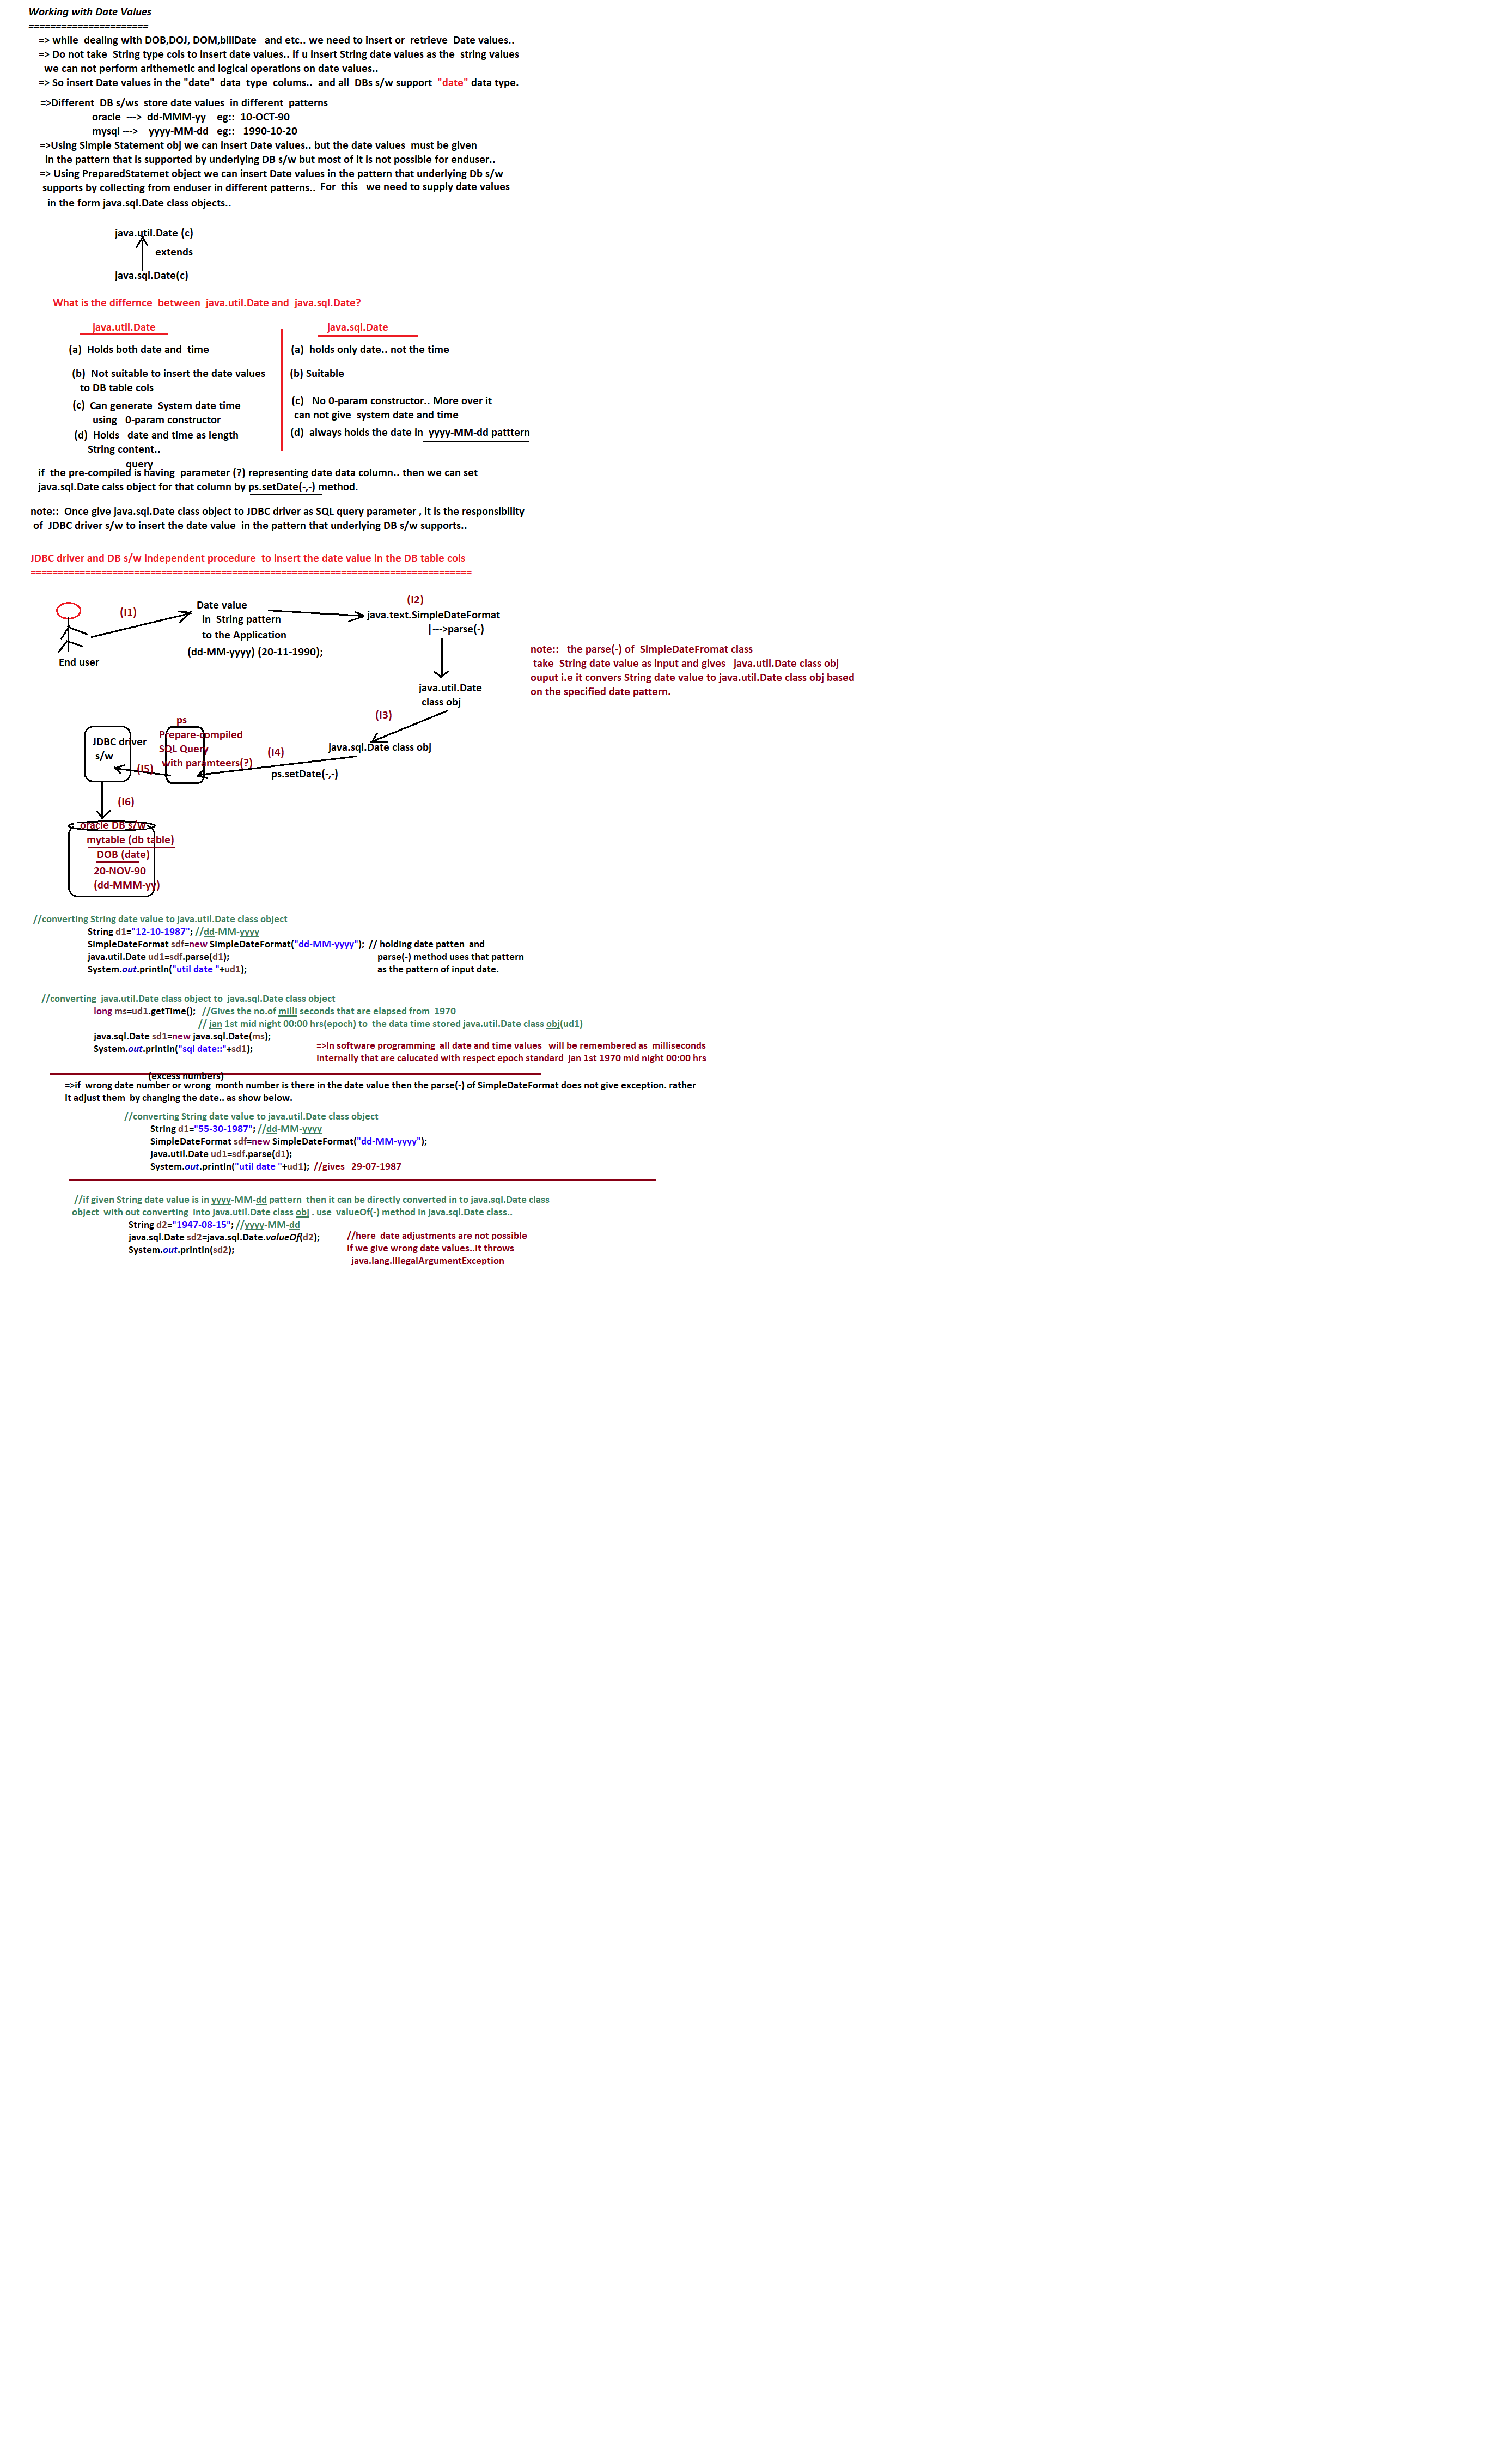 Working with Date Values
======================
=> while dealing with DOB,DOJ, DOM,billDate and etc.. we need to insert or retrieve Date values..
=> Do not take String type cols to insert date values.. if u insert String date values as the string values
we can not perform arithemetic and logical operations on date values..
=> So insert Date values in the "date" data type colums.. and all DBs s/w support "date" data type.
=>Different DB s/ws store date values in different patterns
oracle ---> dd-MMM-yy eg:: 10-OCT-90
mysql ---> yyyy-MM-dd eg:: 1990-10-20
=>Using Simple Statement obj we can insert Date values.. but the date values must be given
in the pattern that is supported by underlying DB s/w but most of it is not possible for enduser..
=> Using PreparedStatemet object we can insert Date values in the pattern that underlying Db s/w
supports by collecting from enduser in different patterns.. For this we need to supply date values
in the form java.sql.Date class objects..
java.util.Date (c)
extends
java.sql.Date(c)
What is the differnce between java.util.Date and java.sql.Date?
java.util.Date
(a) Holds both date and time
(b) Not suitable to insert the date values
to DB table cols
(c) Can generate System date time
using 0-param constructor
(d) Holds date and time as length
String content..
java.sql.Date
(a) holds only date.. not the time
(b) Suitable
(c) No 0-param constructor.. More over it
can not give system date and time
(d) always holds the date in yyyy-MM-dd patttern
query
if the pre-compiled is having parameter (?) representing date data column.. then we can set
java.sql.Date calss object for that column by ps.setDate(-,-) method.
note:: Once give java.sql.Date class object to JDBC driver as SQL query parameter , it is the responsibility
of JDBC driver s/w to insert the date value in the pattern that underlying DB s/w supports..
JDBC driver and DB s/w independent procedure to insert the date value in the DB table cols
=================================================================================
End user
(I1)
Date value
in String pattern
to the Application
(dd-MM-yyyy) (20-11-1990);
(I2)
java.text.SimpleDateFormat
|--->parse(-)
note:: the parse(-) of SimpleDateFromat class
take String date value as input and gives java.util.Date class obj
ouput i.e it convers String date value to java.util.Date class obj based
on the specified date pattern.
java.util.Date
class obj
(I3)
java.sql.Date class obj
(I4)
ps.setDate(-,-)
ps
Prepare-compiled
SQL Query
with paramteers(?)
(I5)
JDBC driver
s/w
(I6)
oracle DB s/w
mytable (db table)
DOB (date)
20-NOV-90
(dd-MMM-yy)
//converting String date value to java.util.Date class object
String d1="12-10-1987"; //dd-MM-yyyy
SimpleDateFormat sdf=new SimpleDateFormat("dd-MM-yyyy"); // holding date patten and
java.util.Date ud1=sdf.parse(d1); parse(-) method uses that pattern
System.out.println("util date "+ud1); as the pattern of input date.
//converting java.util.Date class object to java.sql.Date class object
long ms=ud1.getTime(); //Gives the no.of milli seconds that are elapsed from 1970
// jan 1st mid night 00:00 hrs(epoch) to the data time stored java.util.Date class obj(ud1)
java.sql.Date sd1=new java.sql.Date(ms);
System.out.println("sql date::"+sd1);
=>In software programming all date and time values will be remembered as milliseconds
internally that are calucated with respect epoch standard jan 1st 1970 mid night 00:00 hrs
(excess numbers)
=>if wrong date number or wrong month number is there in the date value then the parse(-) of SimpleDateFormat does not give exception. rather
it adjust them by changing the date.. as show below.
//converting String date value to java.util.Date class object
String d1="55-30-1987"; //dd-MM-yyyy
SimpleDateFormat sdf=new SimpleDateFormat("dd-MM-yyyy");
java.util.Date ud1=sdf.parse(d1);
System.out.println("util date "+ud1); //gives 29-07-1987
//if given String date value is in yyyy-MM-dd pattern then it can be directly converted in to java.sql.Date class
object with out converting into java.util.Date class obj . use valueOf(-) method in java.sql.Date class..
String d2="1947-08-15"; //yyyy-MM-dd
java.sql.Date sd2=java.sql.Date.valueOf(d2);
System.out.println(sd2);
//here date adjustments are not possible
if we give wrong date values..it throws
java.lang.IllegalArgumentException